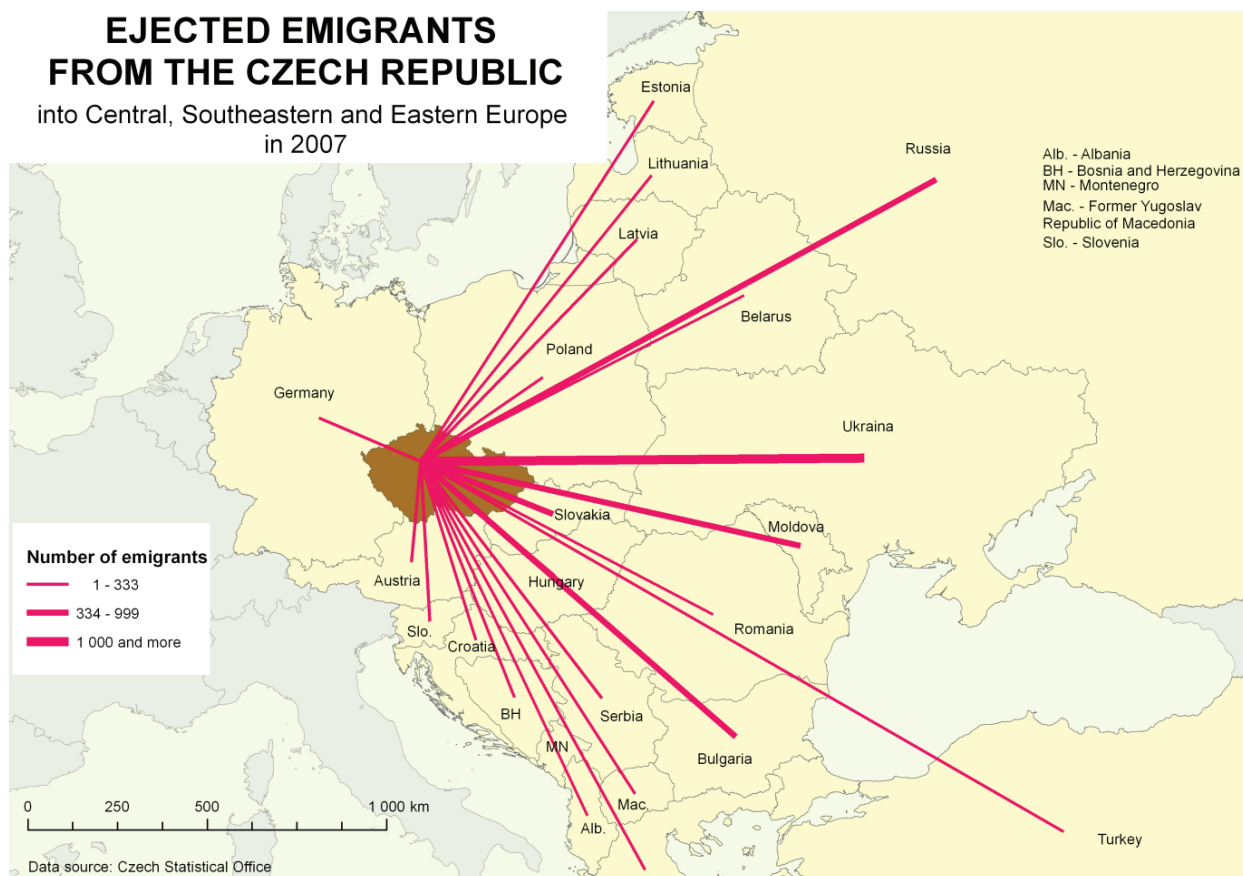 EJECTED EMIGRANTS
FROM THE CZECH REPUBLIC
into Central, Southeastern and Eastern Europe
in 2007
Estonia
Russia
Lithuania
Latvia
Alb. - Albania
BH - Bosnia and Herzegovina
MN - Montenegro
Mac. - Former Yugoslav
Republic of Macedonia
Slo. - Slovenia
Belarus
Poland
Germany
Ukraina
Slovakia
Moldova
Austria
Hungary
Romania
Slo.
Croatia
BH
Serbia
MN
Bulgaria
Mac.
Alb.
Turkey
Number of emigrants
1 - 333
334 - 999
1 000 and more
0 250 500 1 000 km
Data source: Czech Statistical Office